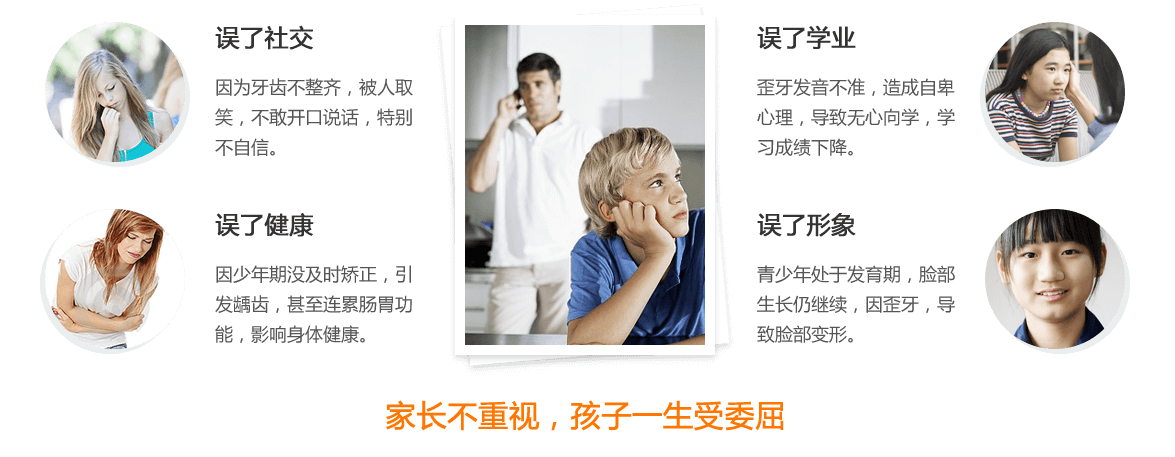 误了社交
因为牙齿不整齐，被人取
笑，不敢开口说话，特别
不自信。
误了学业
歪牙发音不准，造成自卑
心理，导致无心向学，学
习成绩下降。
误了健康
因少年期没及时矫正，引
发龋齿，甚至连累肠胃功
能，影响身体健康。
误了形象
青少年处于发育期，脸部
生长仍继续，因歪牙，导
致脸部变形。
家长不重视，孩子一生受委屈